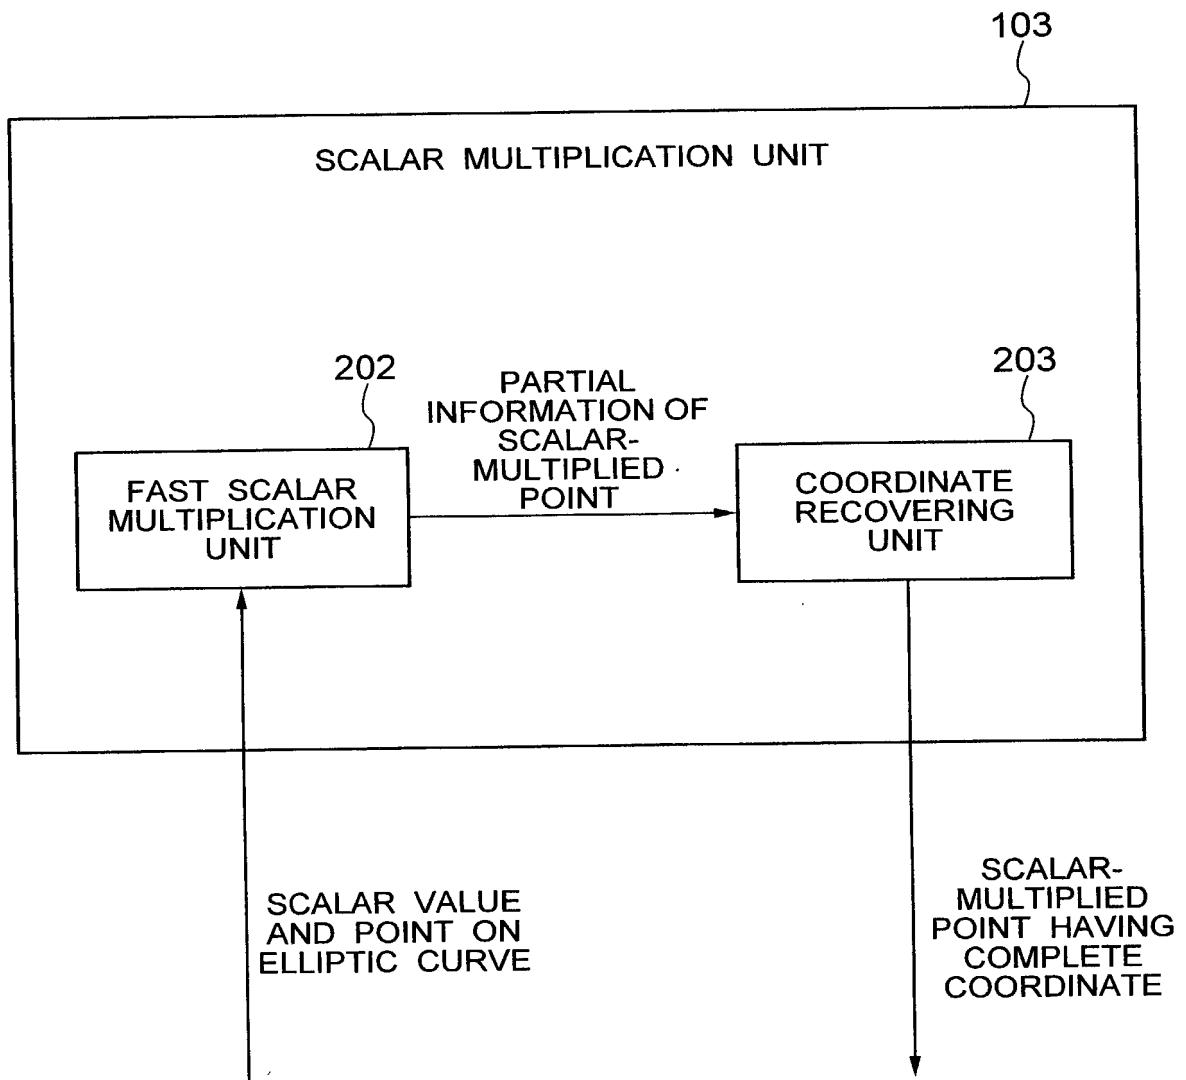 103
SCALAR MULTIPLICATION UNIT
202
PARTIAL
INFORMATION OF
SCALAR-
MULTIPLIED
POINT
203
FAST SCALAR
MULTIPLICATION
UNIT
COORDINATE
RECOVERING
UNIT
SCALAR VALUE
AND POINT ON
ELLIPTIC CURVE
SCALAR-
MULTIPLIED
POINT HAVING
COMPLETE
COORDINATE